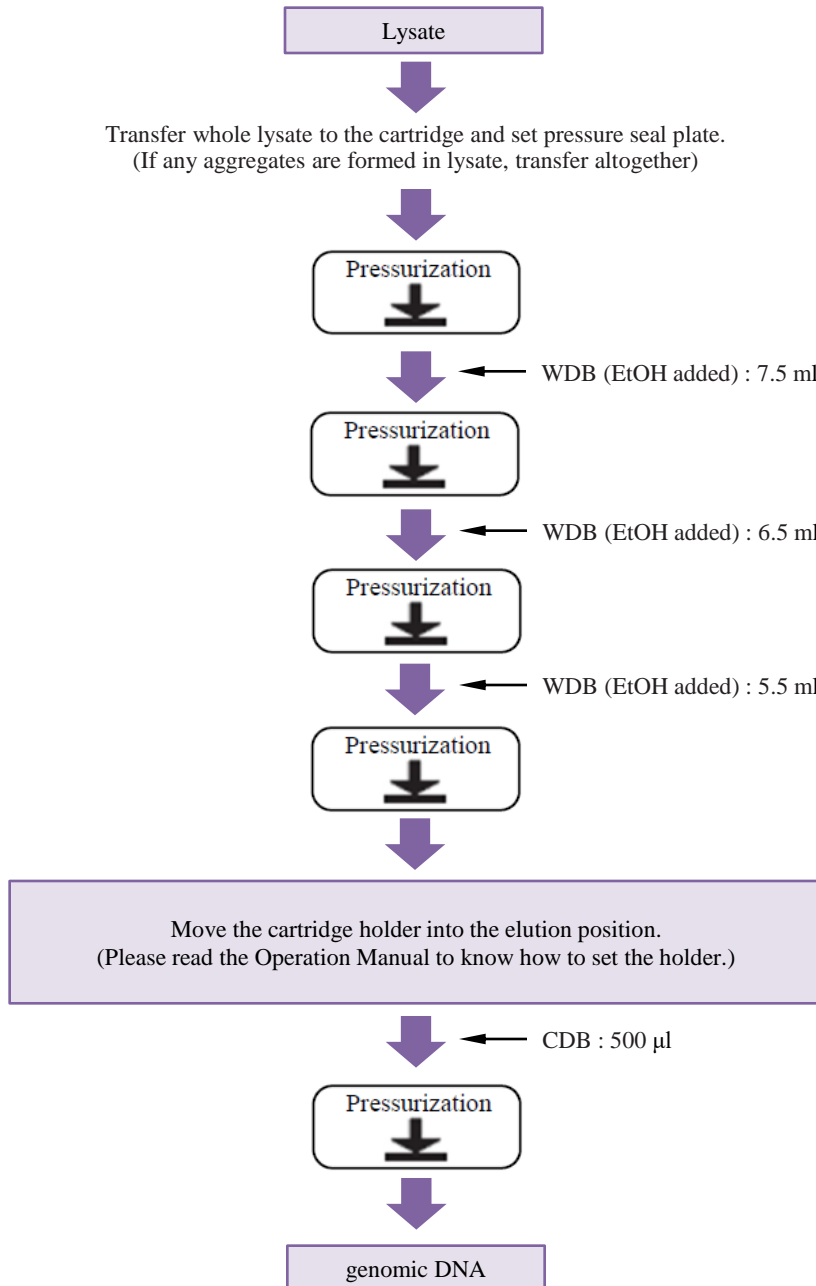 Lysate
Transfer whole lysate to the cartridge and set pressure seal plate.
(If any aggregates are formed in lysate, transfer altogether)
Pressurization
WDB (EtOH added) : 7.5 ml
Pressurization
WDB (EtOH added) : 6.5 ml
Pressurization
WDB (EtOH added) : 5.5 ml
Pressurization
Move the cartridge holder into the elution position.
(Please read the Operation Manual to know how to set the holder.)
CDB : 500 µl
Pressurization
genomic DNA